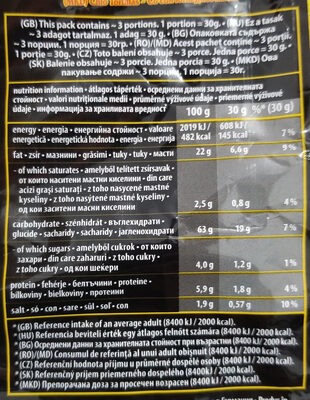 (GB) This pack contains ~ 3 portions. 1 portion = 30g. • (HU) Ez a tasak
~ 3 adagot tartalmaz. 1 adag = 30g. • (BG) Опаковката съдържа
~ 3 порции, 1 порция = 30гр. • (RO)/(MD) Acest pachet conține 3 porții,
1 porție = 30g. • (CZ) Toto balení obsahuje ~ 3 porce. Jedna porce = 30g. •
(SK) Balenie obsahuje ~ 3 porcie. Jedna porcia = 30g. • (MKD) Ова
пакување содржи ~ 3 порции, 1 порција = 30г.
nutrition information • átlagos tápérték • осреднени данни за хранителната
стойност • valori nutriționale medii • průměrné výživové údaje • priemerné výživové
údaje • информација за хранливата вредност
100 g 30 g %* (30 g)
energy • energia • енергийна стойност • valoare
energetică • energetická hodnota • energia • енергија
2019 kJ / 482 kcal 608 kJ / 145 kcal 7 %
fat • zsír • мазнини • grăsimi • tuky • tuky • масти 22 g 6,6 g 9 %
- of which saturates • amelyből telített zsírsavak •
от които наситени мастни киселини • din care
acizi grași saturați • z toho nasycené mastné
kyseliny • z toho nasýtené mastné kyseliny •
од кои заситени масни киселини 2,5 g 0,8 g 4 %
carbohydrate • szénhidrát • въглехидрати •
glucide • sacharidy • sacharidy • јагленохидрати 63 g 19 g 7 %
- of which sugars • amelyből cukrok • от които
захари • din care zaharuri • z toho cukry •
z toho cukry • од кои шеќери 4,0 g 1,2 g 1 %
protein • fehérje • белтъчини • proteine •
bílkoviny • bielkoviny • протеини 5,9 g 1,8 g 4 %
salt • só • сол • sare • sůl • soľ • сол 1,9 g 0,57 g 10 %
*(GB) Reference intake of an average adult (8400 kJ / 2000 kcal).
*(HU) Referencia beviteli érték egy átlagos felnőtt számára (8400 kJ / 2000 kcal).
*(BG) Осреднени данни за хранителната стойност при възрастни (8400 kJ / 2000 kcal).
*(RO)/(MD) Consumul de referință al unui adult obișnuit (8400 kJ / 2000 kcal).
*(CZ) Referenční hodnota příjmu u průměrné dospělé osoby (8400 kJ / 2000 kcal).
*(SK) Referenčný príjem priemerného dospelého (8400 kJ / 2000 kcal).
*(MKD) Препорачана доза за просечен возрасен (8400 kJ / 2000 kcal).